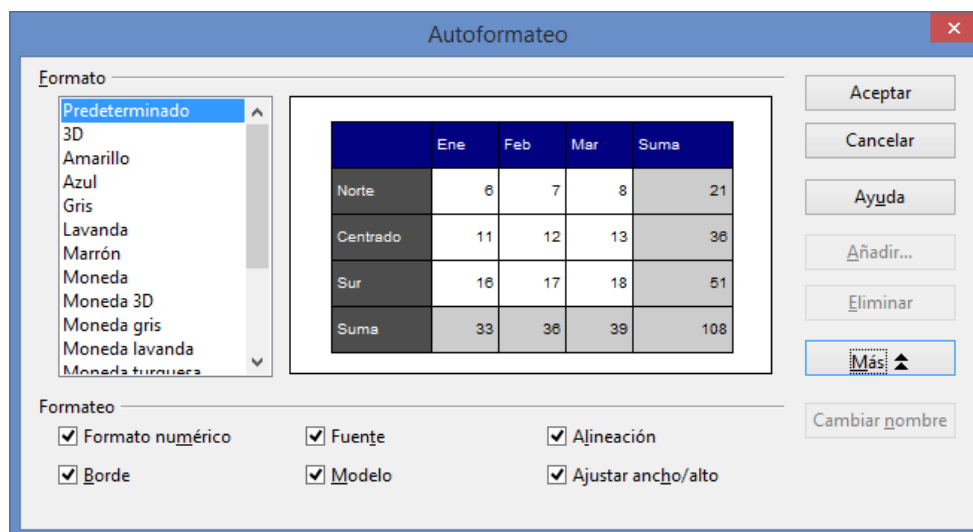 Autoformateo
Formato
Predeterminado
3D
Amarillo
Azul
Gris
Lavanda
Marrón
Moneda
Moneda 3D
Moneda gris
Moneda lavanda
Moneda turquesa
Ene Feb Mar Suma
Norte 6 7 8 21
Centrado 11 12 13 36
Sur 16 17 18 51
Suma 33 36 39 108
Aceptar
Cancelar
Ayuda
Añadir...
Eliminar
Más
Cambiar nombre
Formateo
Formato numérico Fuente Alineación
Borde Modelo Ajustar ancho/alto